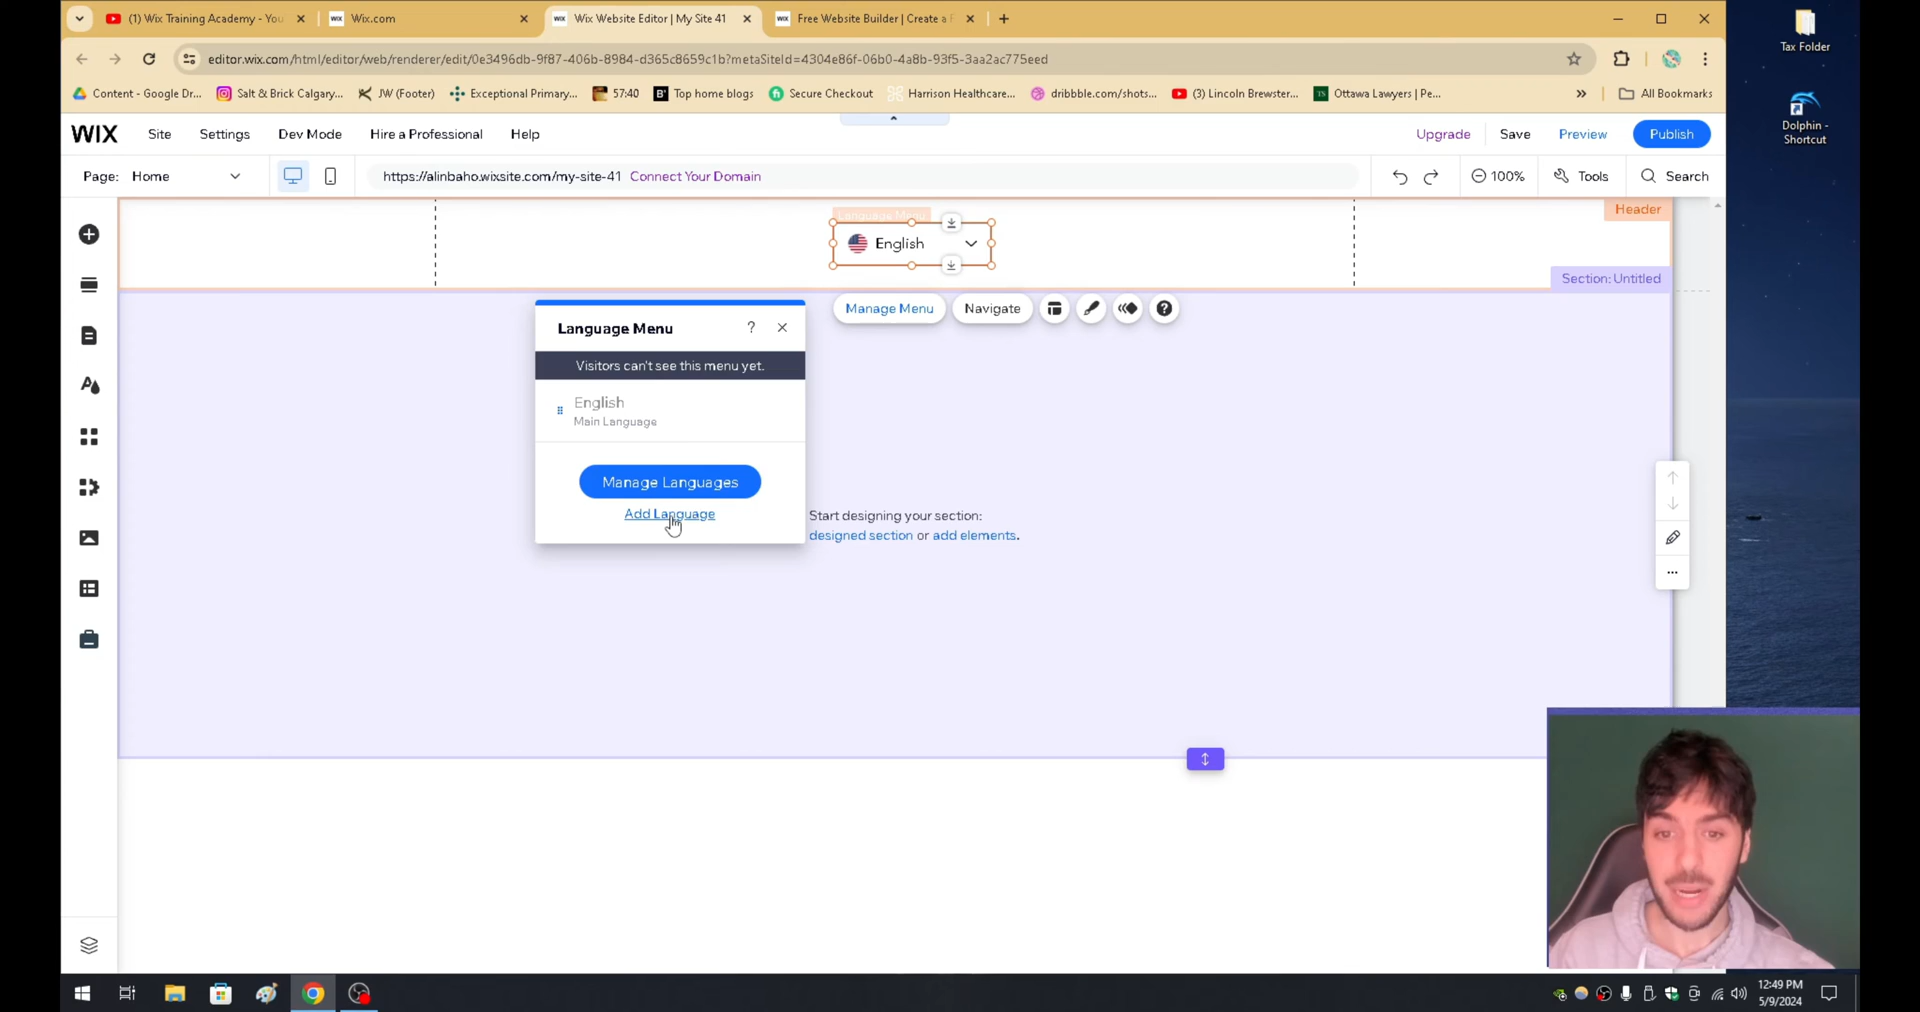 (1) Wix Training Academy - You
Wix.com
Wix Website Editor | My Site 41
Free Website Builder | Create a F
editor.wix.com/html/editor/web/renderer/edit/0e3496db-9f87-406b-8984-d365c8659c1b?metaSiteId=4304e86f-06b0-4a8b-93f5-3aa2ac775eed
Content - Google Dr...
Salt & Brick Calgary...
JW (Footer)
Exceptional Primary...
57:40
Top home blogs
Secure Checkout
Harrison Healthcare...
dribbble.com/shots...
(3) Lincoln Brewster...
Ottawa Lawyers | Pe...
All Bookmarks
Tax Folder
Dolphin -
Shortcut
WIX
Site
Settings
Dev Mode
Hire a Professional
Help
Upgrade
Save
Preview
Publish
Page: Home
https://alinbaho.wixsite.com/my-site-41 Connect Your Domain
100%
Tools
Search
Language Menu
Header
English
Section: Untitled
Manage Menu
Navigate
Language Menu
Visitors can't see this menu yet.
English
Main Language
Manage Languages
Add Language
Start designing your section:
designed section or add elements.
12:49 PM
5/9/2024